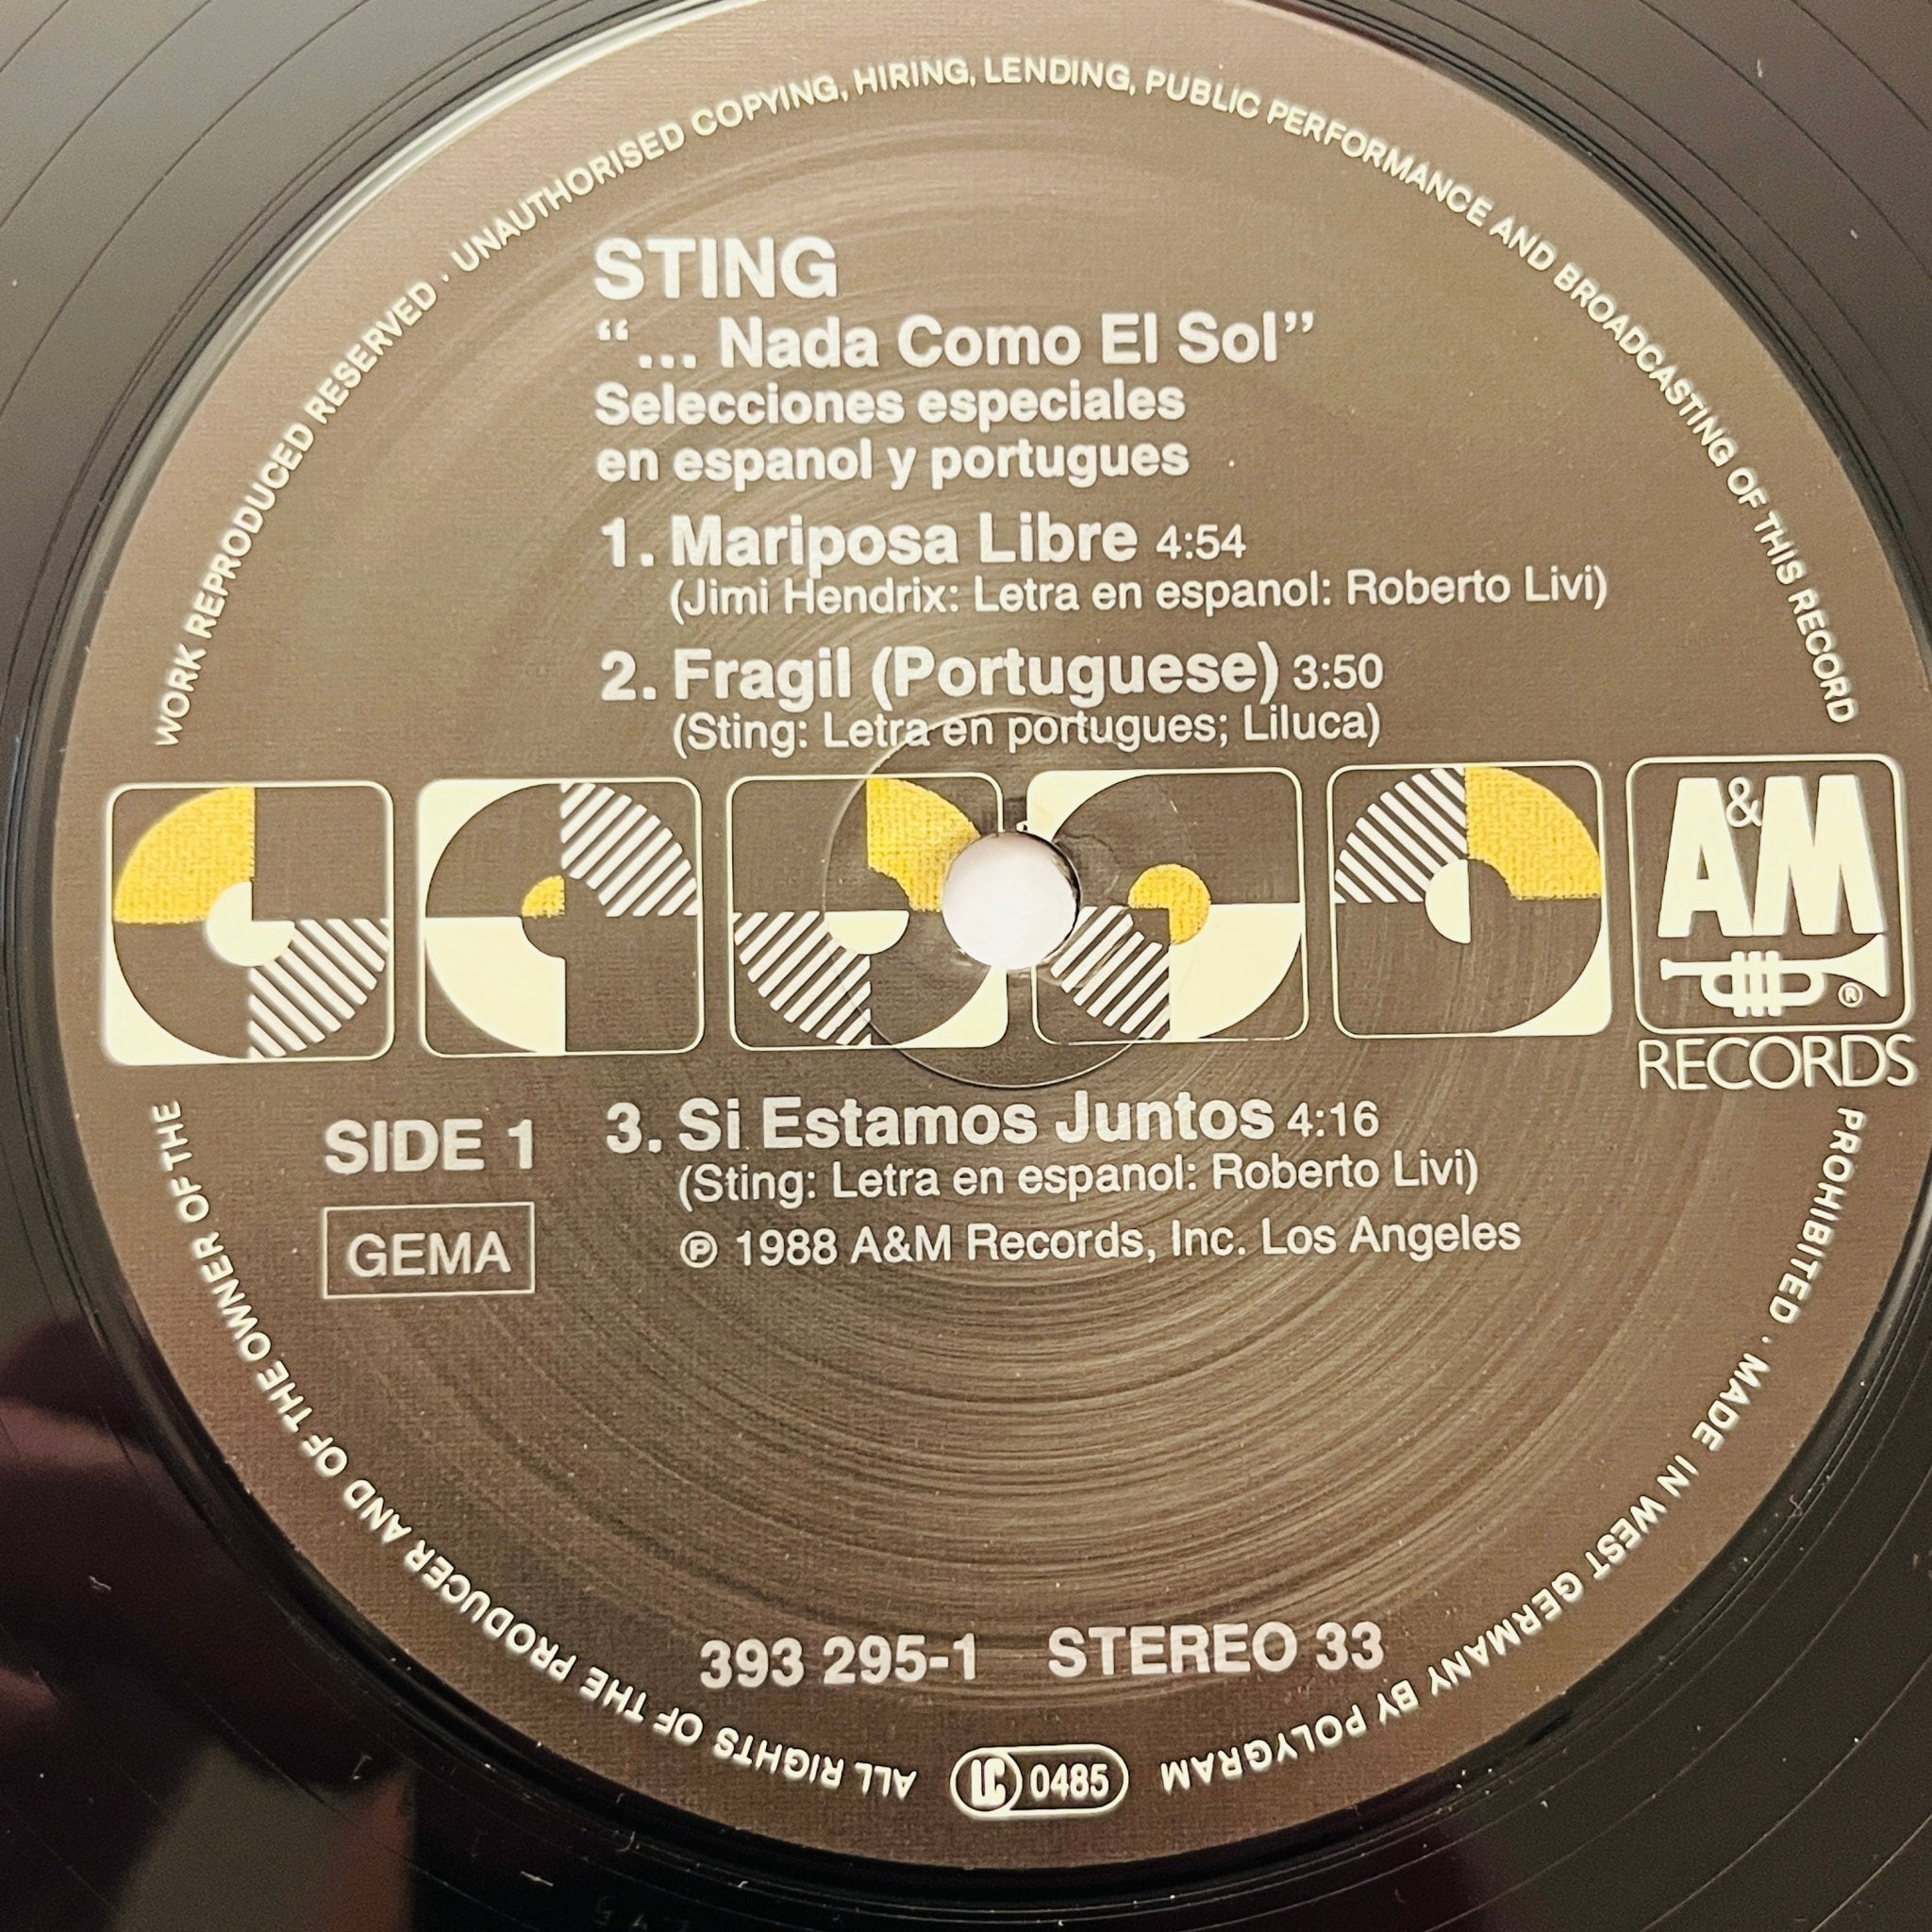 STING
“... Nada Como El Sol”
Selecciones especiales
en espanol y portugues
1. Mariposa Libre 4:54
(Jimi Hendrix: Letra en espanol: Roberto Livi)
2. Fragil (Portuguese) 3:50
(Sting: Letra en portugues; Liluca)
A&M
®
RECORDS
SIDE 1
GEMA
3. Si Estamos Juntos 4:16
(Sting: Letra en espanol: Roberto Livi)
℗ 1988 A&M Records, Inc. Los Angeles
393 295-1 STEREO 33
LC 0485
ALL RIGHTS OF THE PRODUCER AND OF THE OWNER OF THE WORK REPRODUCED RESERVED · UNAUTHORISED COPYING, HIRING, LENDING, PUBLIC PERFORMANCE AND BROADCASTING OF THIS RECORD PROHIBITED · MADE IN WEST GERMANY BY POLYGRAM